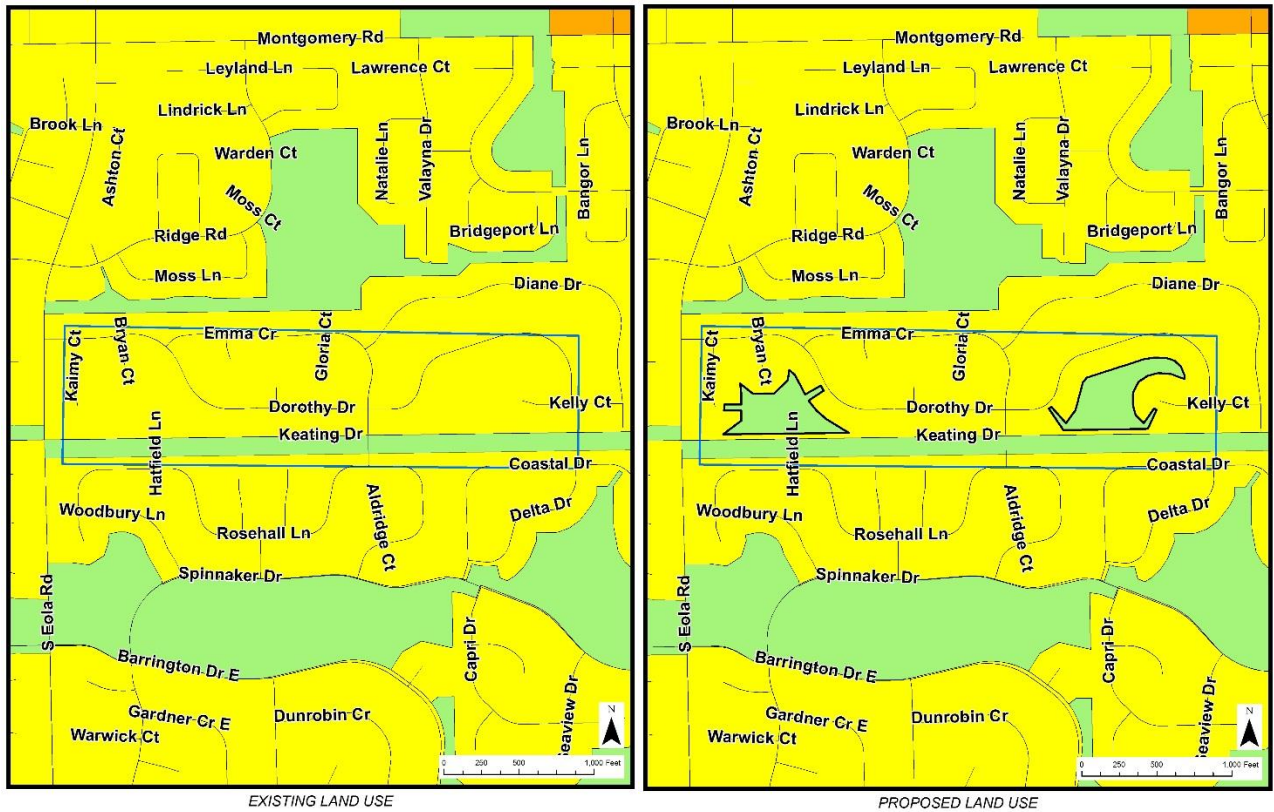 Montgomery Rd
Leyland Ln
Lawrence Ct
Lindrick Ln
Brook Ln
Ashton Ct
Warden Ct
Natalie Ln
Valayna Dr
Bangor Ln
Moss Ct
Ridge Rd
Bridgeport Ln
Moss Ln
Diane Dr
Kaimy Ct
Bryan Ct
Emma Cr
Gloria Ct
Dorothy Dr
Kelly Ct
Keating Dr
Hatfield Ln
Coastal Dr
Woodbury Ln
Aldridge Ct
Delta Dr
Rosehall Ln
Spinnaker Dr
S Eola Rd
Capri Dr
Barrington Dr E
Seaview Dr
Gardner Cr E
Dunrobin Cr
Warwick Ct
N
0 250 500 1,000 Feet
EXISTING LAND USE
Montgomery Rd
Leyland Ln
Lawrence Ct
Lindrick Ln
Brook Ln
Ashton Ct
Warden Ct
Natalie Ln
Valayna Dr
Bangor Ln
Moss Ct
Ridge Rd
Bridgeport Ln
Moss Ln
Diane Dr
Kaimy Ct
Bryan Ct
Emma Cr
Gloria Ct
Dorothy Dr
Kelly Ct
Keating Dr
Hatfield Ln
Coastal Dr
Woodbury Ln
Aldridge Ct
Delta Dr
Rosehall Ln
Spinnaker Dr
S Eola Rd
Capri Dr
Barrington Dr E
Seaview Dr
Gardner Cr E
Dunrobin Cr
Warwick Ct
N
0 250 500 1,000 Feet
PROPOSED LAND USE